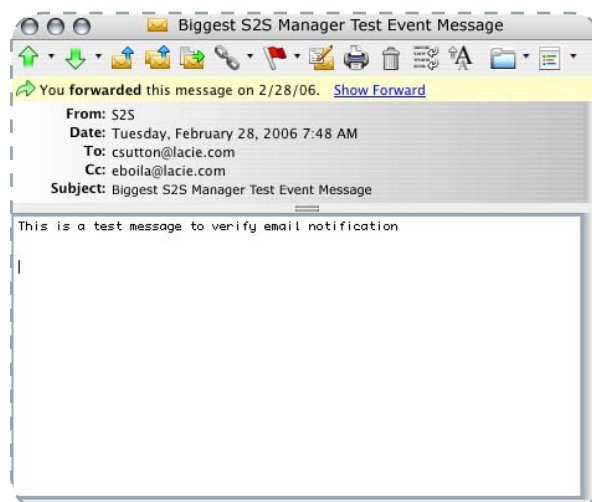 Biggest S2S Manager Test Event Message
You forwarded this message on 2/28/06. Show Forward
From: S2S
Date: Tuesday, February 28, 2006 7:48 AM
To: csutton@lacie.com
Cc: eboila@lacie.com
Subject: Biggest S2S Manager Test Event Message
This is a test message to verify email notification